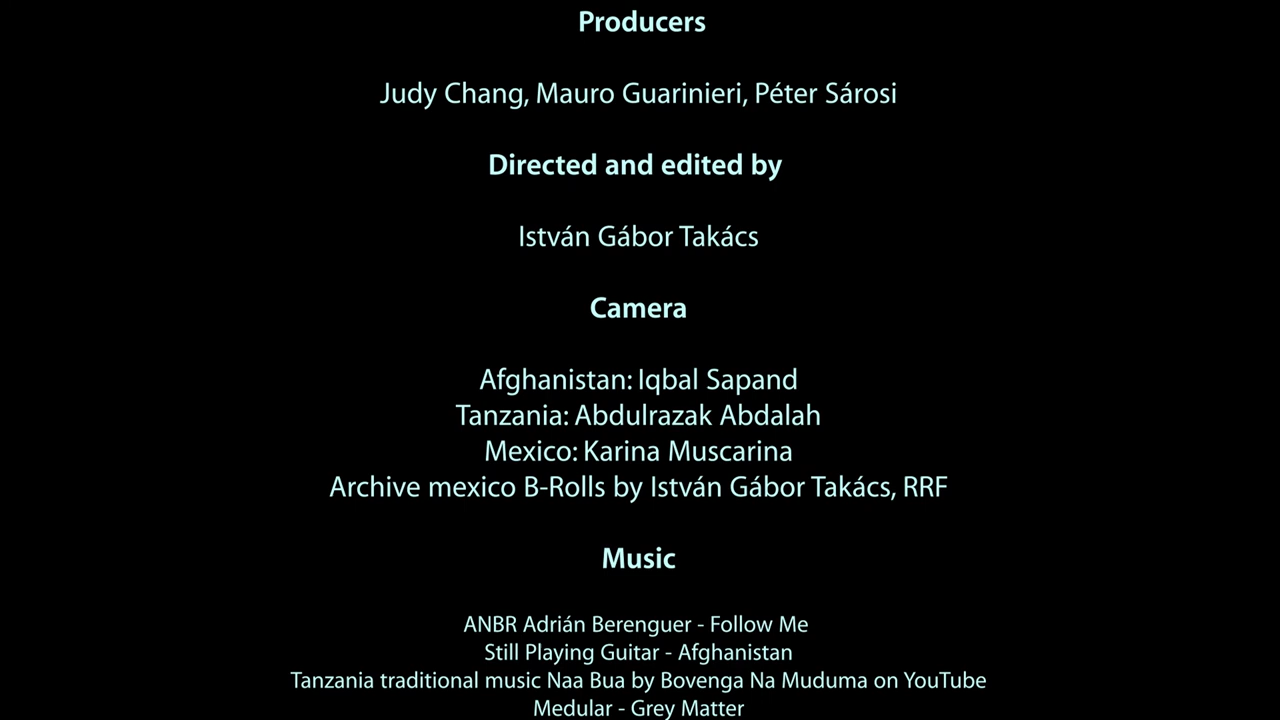 Producers
Judy Chang, Mauro Guarinieri, Péter Sárosi
Directed and edited by
István Gábor Takács
Camera
Afghanistan: Iqbal Sapand
Tanzania: Abdulrazak Abdalah
Mexico: Karina Muscarina
Archive mexico B-Rolls by István Gábor Takács, RRF
Music
ANBR Adrián Berenguer - Follow Me
Still Playing Guitar - Afghanistan
Tanzania traditional music Naa Bua by Bovenga Na Muduma on YouTube
Medular - Grey Matter